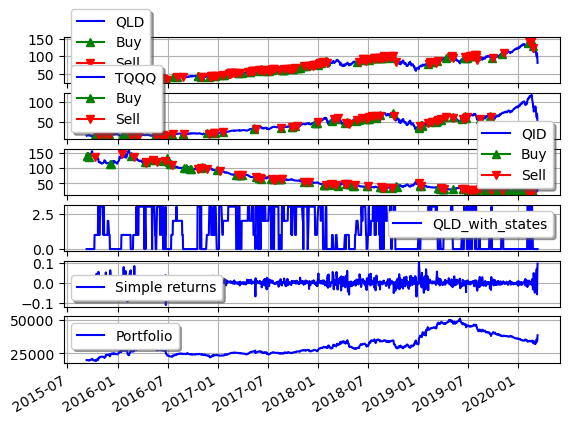 QLD
Buy
Sell
150
100
50
TQQQ
Buy
Sell
100
50
QID
Buy
Sell
150
100
50
QLD_with_states
2.5
0.0
Simple returns
0.1
0.0
−0.1
Portfolio
50000
25000
2015-07
2016-01
2016-07
2017-01
2017-07
2018-01
2018-07
2019-01
2019-07
2020-01